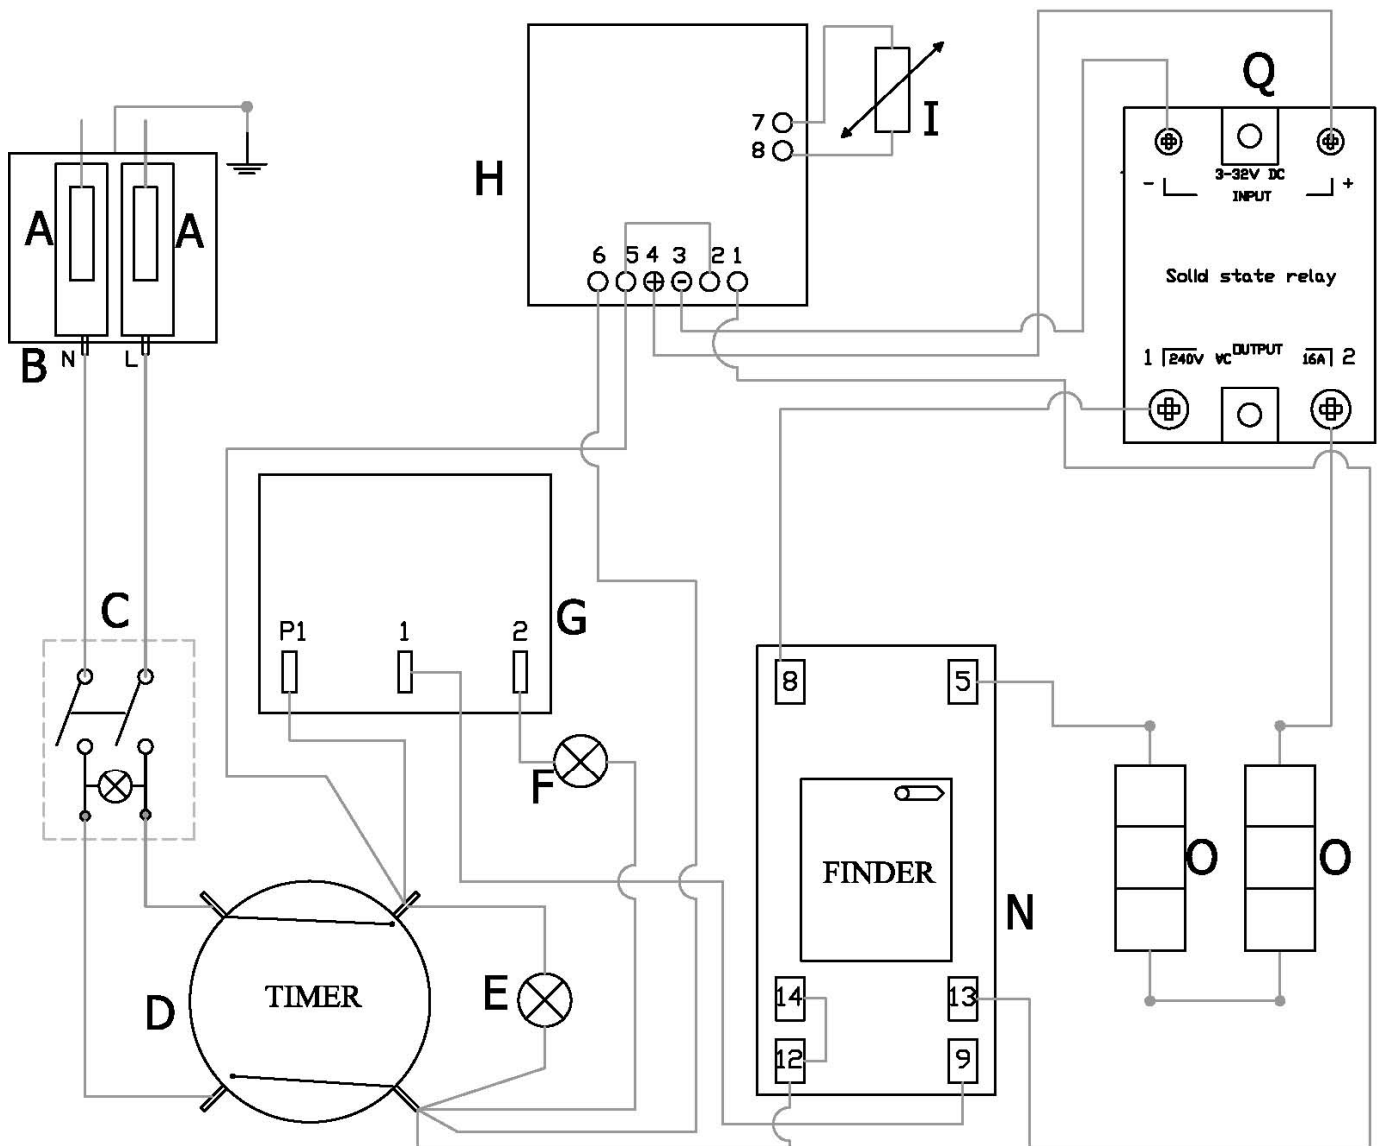 Q
I
7
8
H
3-32V DC
- +
INPUT
A A
6 5 4 3 2 1
+ -
Solid state relay
B N L
1 240V AC OUTPUT 16A 2
C
P1 1 2 G
8 5
F
FINDER
O O
N
E
D TIMER
14 13
12 9